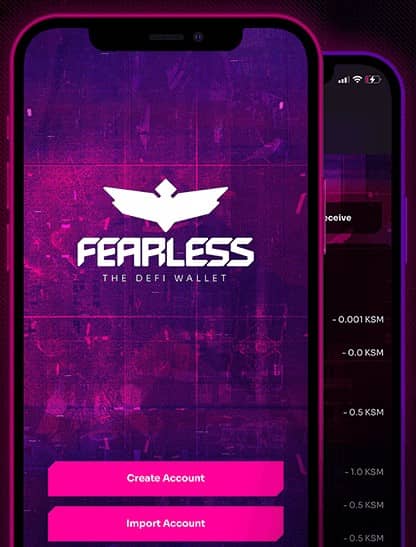 FEARLESS
THE DEFI WALLET
Create Account
Import Account
eceive
- 0.001 KSM
- 0.0 KSM
- 0.5 KSM
- 1.0 KSM
- 0.5 KSM
- 0.5 KSM